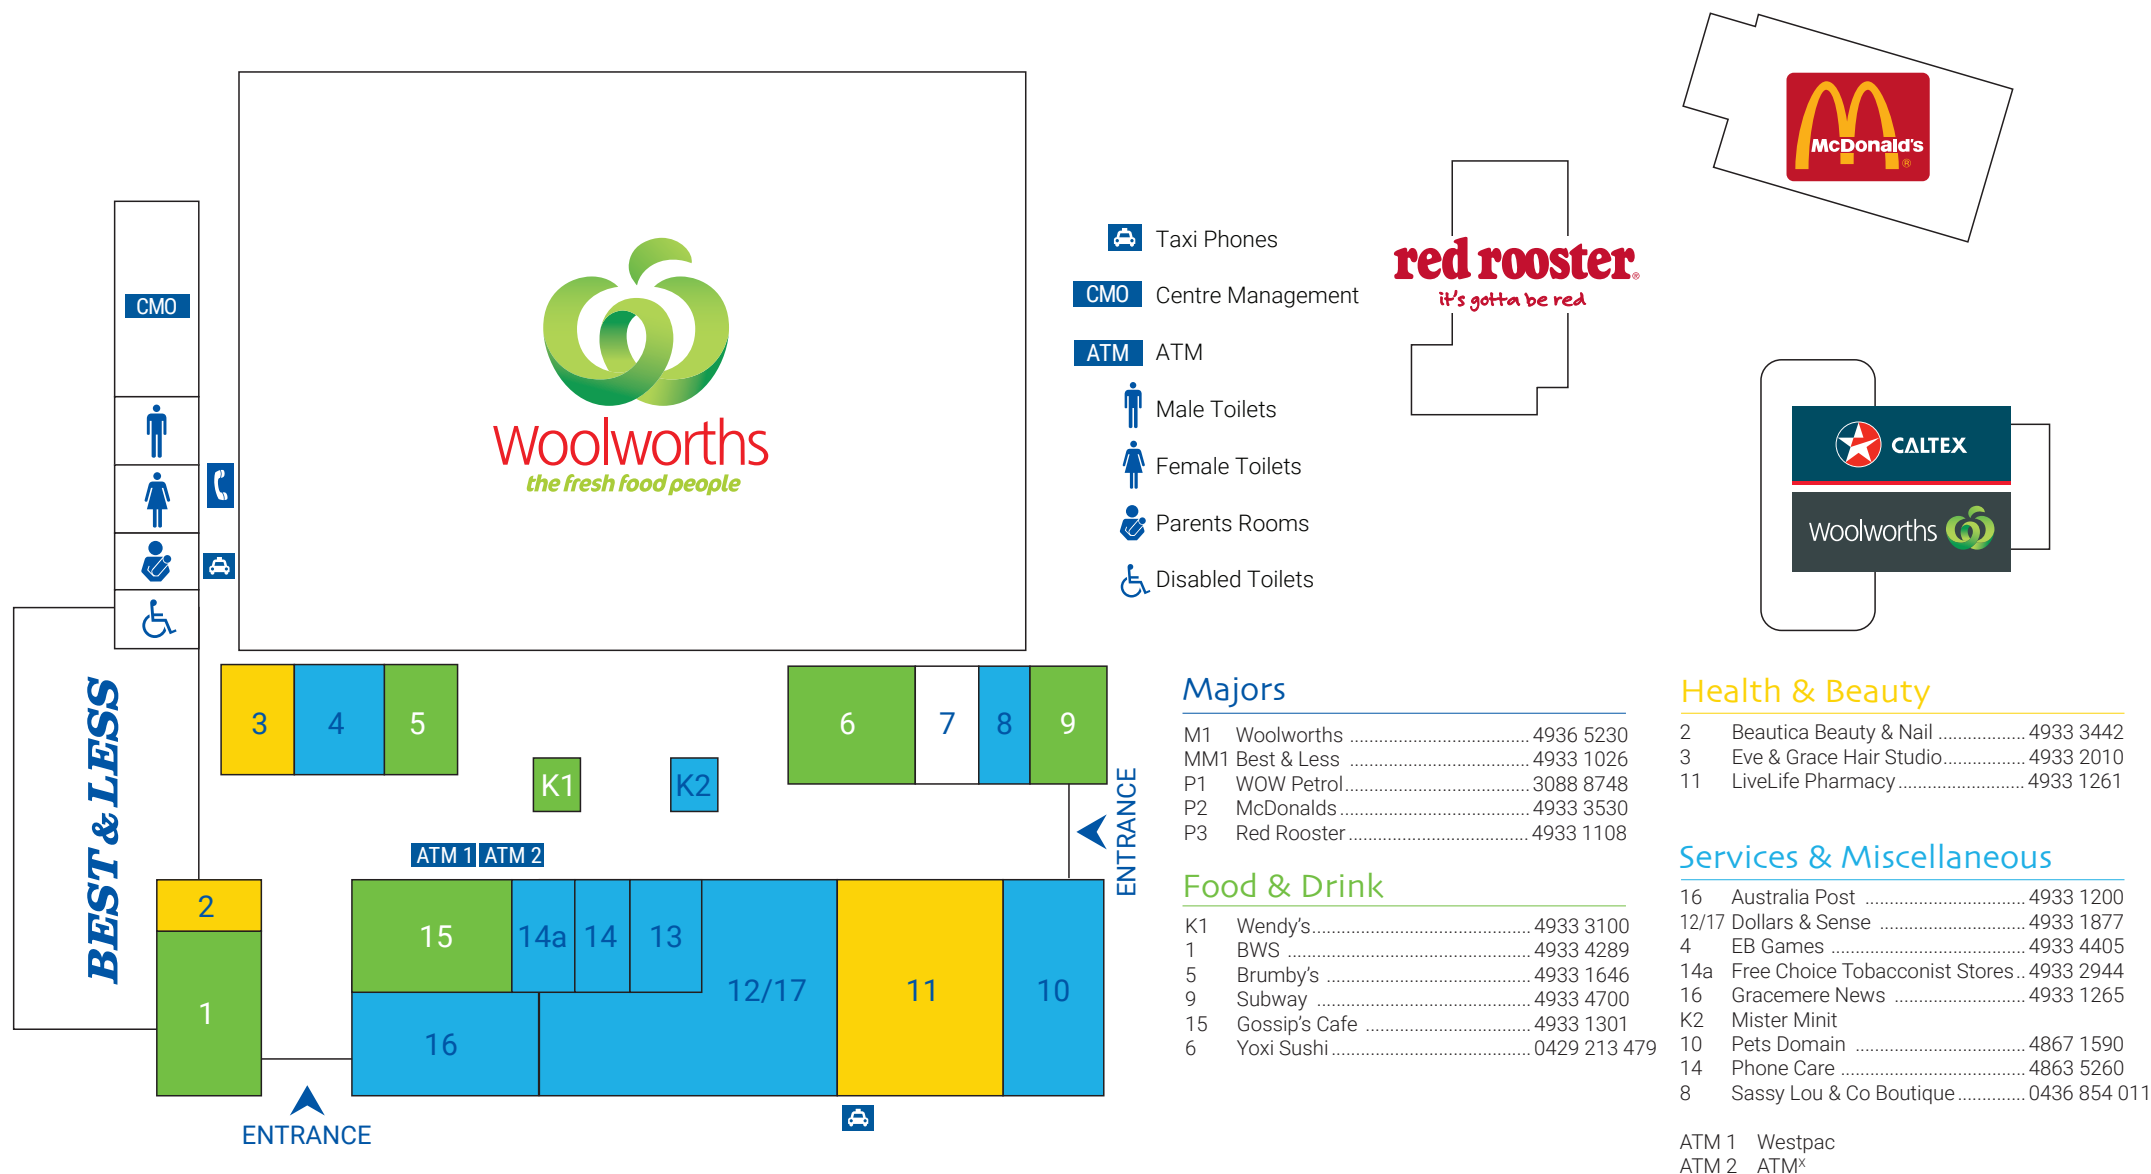 McDonald's
®
red rooster®
it's gotta be red
Taxi Phones
CMO Centre Management
ATM ATM
Male Toilets
Female Toilets
Parents Rooms
Disabled Toilets
CMO
Woolworths
the fresh food people
CALTEX
Woolworths
BEST & LESS
3
4
5
6
7
8
9
K1
K2
ENTRANCE
ATM 1
ATM 2
2
1
15
14a
14
13
12/17
11
10
16
ENTRANCE
Majors
M1 Woolworths ..................................... 4936 5230
MM1 Best & Less ..................................... 4933 1026
P1 WOW Petrol...................................... 3088 8748
P2 McDonalds....................................... 4933 3530
P3 Red Rooster..................................... 4933 1108
Food & Drink
K1 Wendy's............................................. 4933 3100
1 BWS .................................................. 4933 4289
5 Brumby's ........................................... 4933 1646
9 Subway ............................................ 4933 4700
15 Gossip's Cafe .................................. 4933 1301
6 Yoxi Sushi......................................... 0429 213 479
Health & Beauty
2 Beautica Beauty & Nail .................. 4933 3442
3 Eve & Grace Hair Studio................. 4933 2010
11 LiveLife Pharmacy.......................... 4933 1261
Services & Miscellaneous
16 Australia Post ................................. 4933 1200
12/17 Dollars & Sense .............................. 4933 1877
4 EB Games ........................................ 4933 4405
14a Free Choice Tobacconist Stores.. 4933 2944
16 Gracemere News ........................... 4933 1265
K2 Mister Minit
10 Pets Domain ................................... 4867 1590
14 Phone Care ...................................... 4863 5260
8 Sassy Lou & Co Boutique.............. 0436 854 011
ATM 1 Westpac
ATM 2 ATMˣ